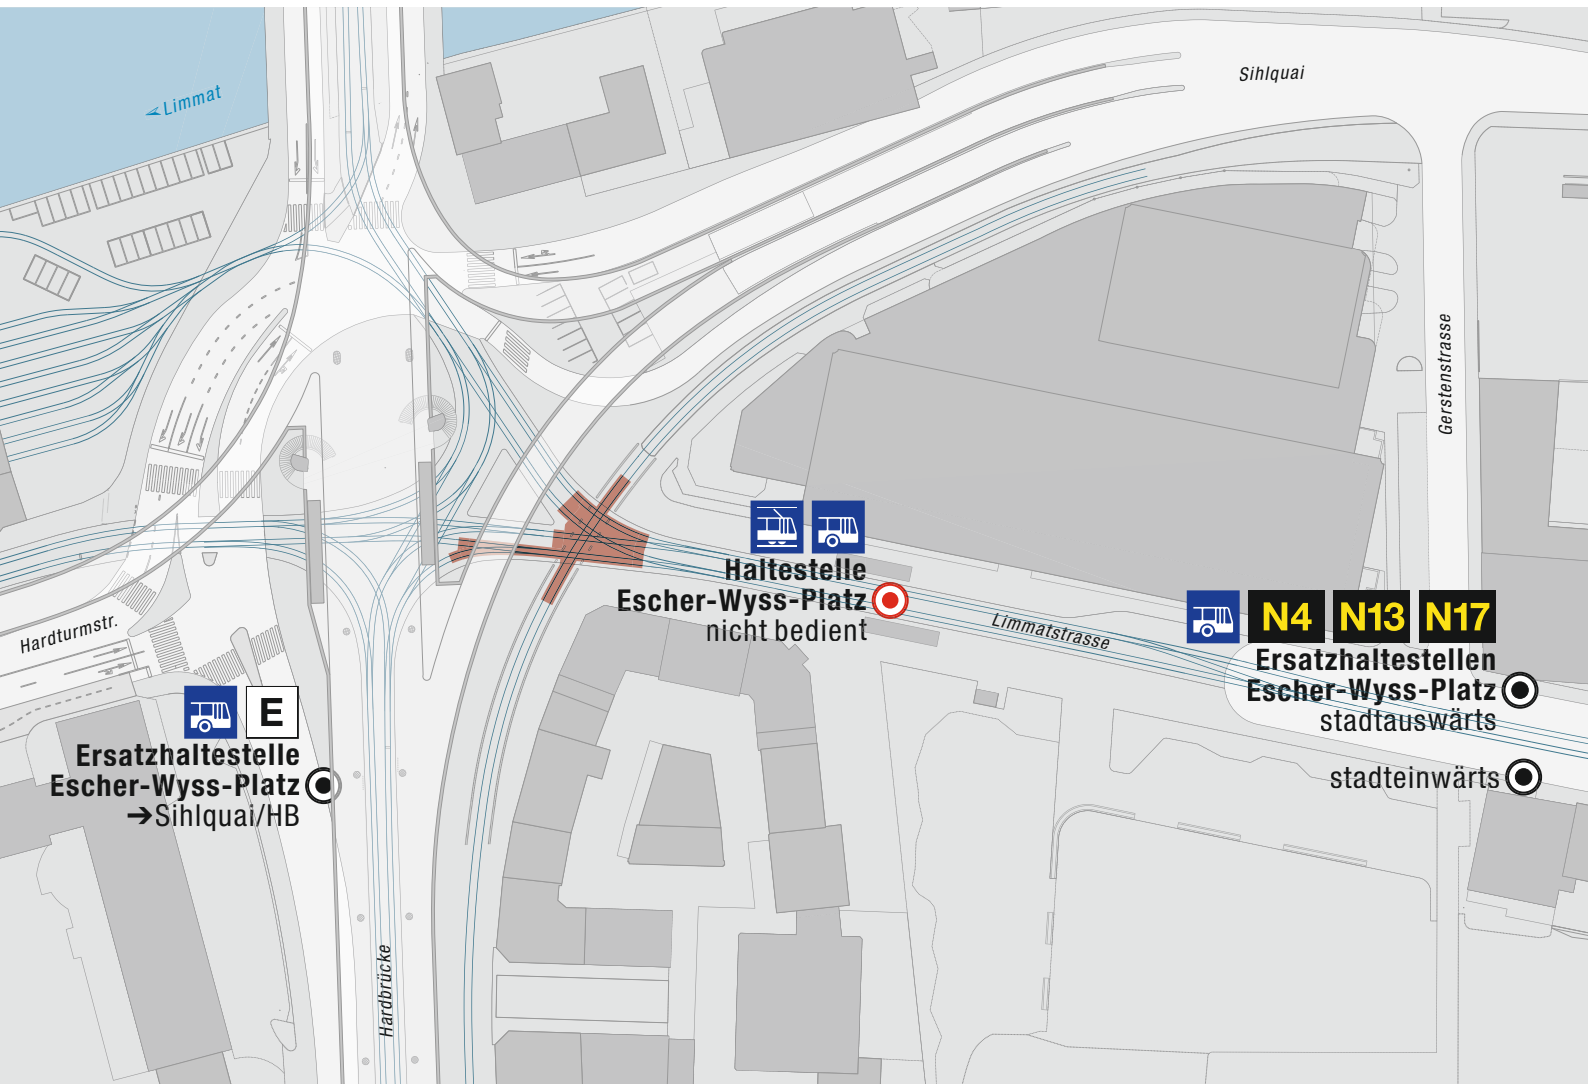 Limmat
Sihlquai
Gerstenstrasse
Haltestelle
Escher-Wyss-Platz
nicht bedient
Limmatstrasse
N4 N13 N17
Ersatzhaltestellen
Escher-Wyss-Platz
stadtauswärts
stadteinwärts
Hardturmstr.
E
Ersatzhaltestelle
Escher-Wyss-Platz
➔Sihlquai/HB
Hardbrücke